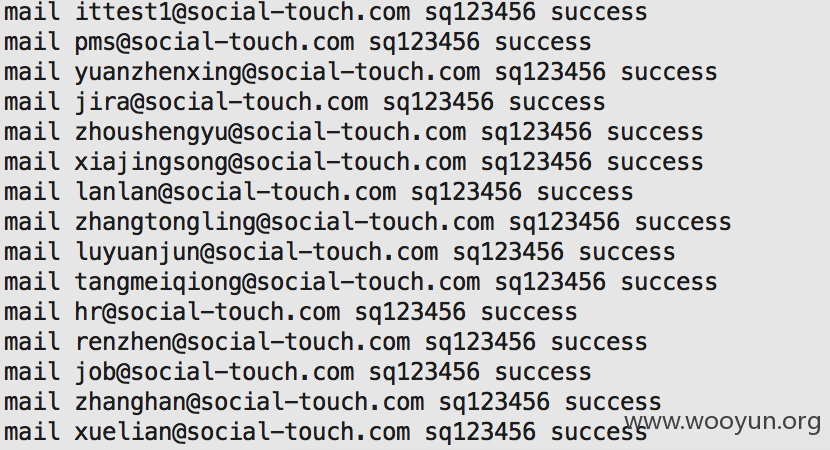 mail ittest1@social-touch.com sq123456 success
mail pms@social-touch.com sq123456 success
mail yuanzhenxing@social-touch.com sq123456 success
mail jira@social-touch.com sq123456 success
mail zhoushengyu@social-touch.com sq123456 success
mail xiajingsong@social-touch.com sq123456 success
mail lanlan@social-touch.com sq123456 success
mail zhangtongling@social-touch.com sq123456 success
mail luyuanjun@social-touch.com sq123456 success
mail tangmeiqiong@social-touch.com sq123456 success
mail hr@social-touch.com sq123456 success
mail renzhen@social-touch.com sq123456 success
mail job@social-touch.com sq123456 success
mail zhanghan@social-touch.com sq123456 success
mail xuelian@social-touch.com sq123456 success
www.wooyun.org